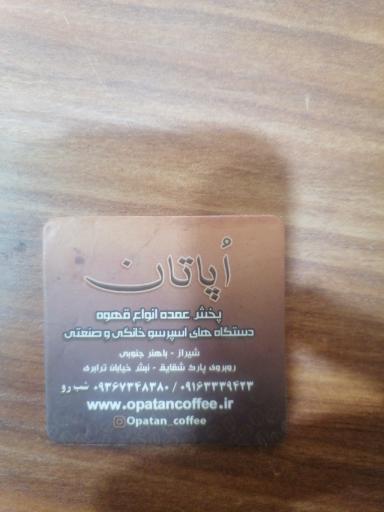 اُپاتان
پخش عمده انواع قهوه
دستگاه های اسپرسو خانگی و صنعتی
شیراز - باهنر جنوبی
روبروی پارک شقایق - نبش خیابان ترابری
۰۹۱۶۳۳۳۹۴۲۳ / ۰۹۳۶۷۳۴۸۳۸۰ شب رو
www.opatancoffee.ir
Opatan_coffee